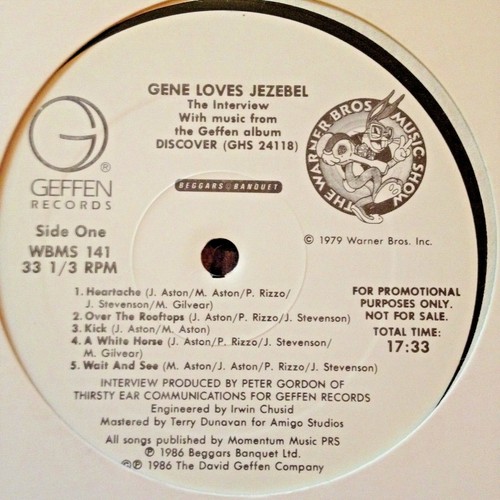 GENE LOVES JEZEBEL
The Interview
With music from
the Geffen album
DISCOVER (GHS 24118)
THE WARNER BROS. MUSIC SHOW
BEGGARS BANQUET
G
®
GEFFEN
RECORDS
© 1979 Warner Bros. Inc.
Side One
WBMS 141
33 1/3 RPM
1. Heartache (J. Aston/M. Aston/P. Rizzo/
J. Stevenson/M. Gilvear)
2. Over The Rooftops (J. Aston/P. Rizzo/J. Stevenson)
3. Kick (J. Aston/M. Aston)
4. A White Horse (J. Aston/P. Rizzo/J. Stevenson/
M. Gilvear)
5. Wait And See (M. Aston/J. Aston/P. Rizzo/J. Stevenson)
FOR PROMOTIONAL
PURPOSES ONLY.
NOT FOR SALE.
TOTAL TIME:
17:33
INTERVIEW PRODUCED BY PETER GORDON OF
THIRSTY EAR COMMUNICATIONS FOR GEFFEN RECORDS
Engineered by Irwin Chusid
Mastered by Terry Dunavan for Amigo Studios
All songs published by Momentum Music PRS
℗ 1986 Beggars Banquet Ltd.
©℗ 1986 The David Geffen Company